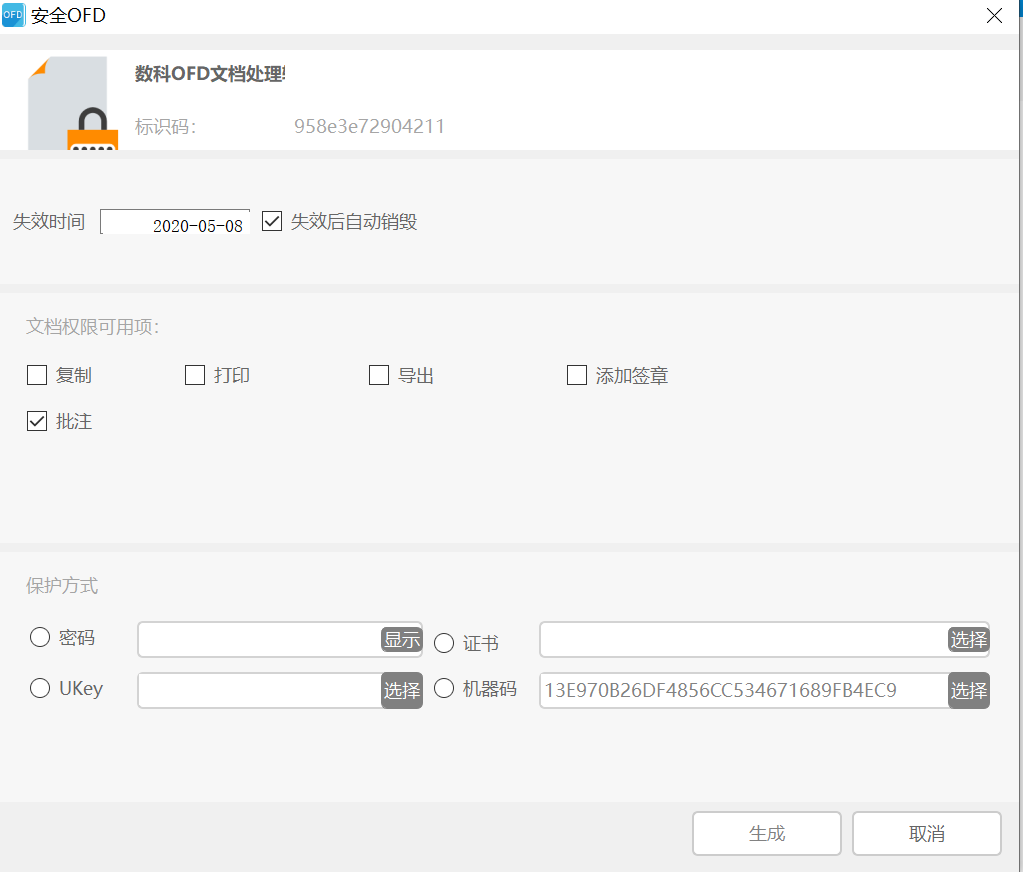 OFD 安全OFD
数科OFD文档处理
标识码： 958e3e72904211
失效时间 2020-05-08 失效后自动销毁
文档权限可用项：
复制 打印 导出 添加签章
批注
保护方式
密码 显示 证书 选择
UKey 选择 机器码 13E970B26DF4856CC534671689FB4EC9 选择
生成 取消